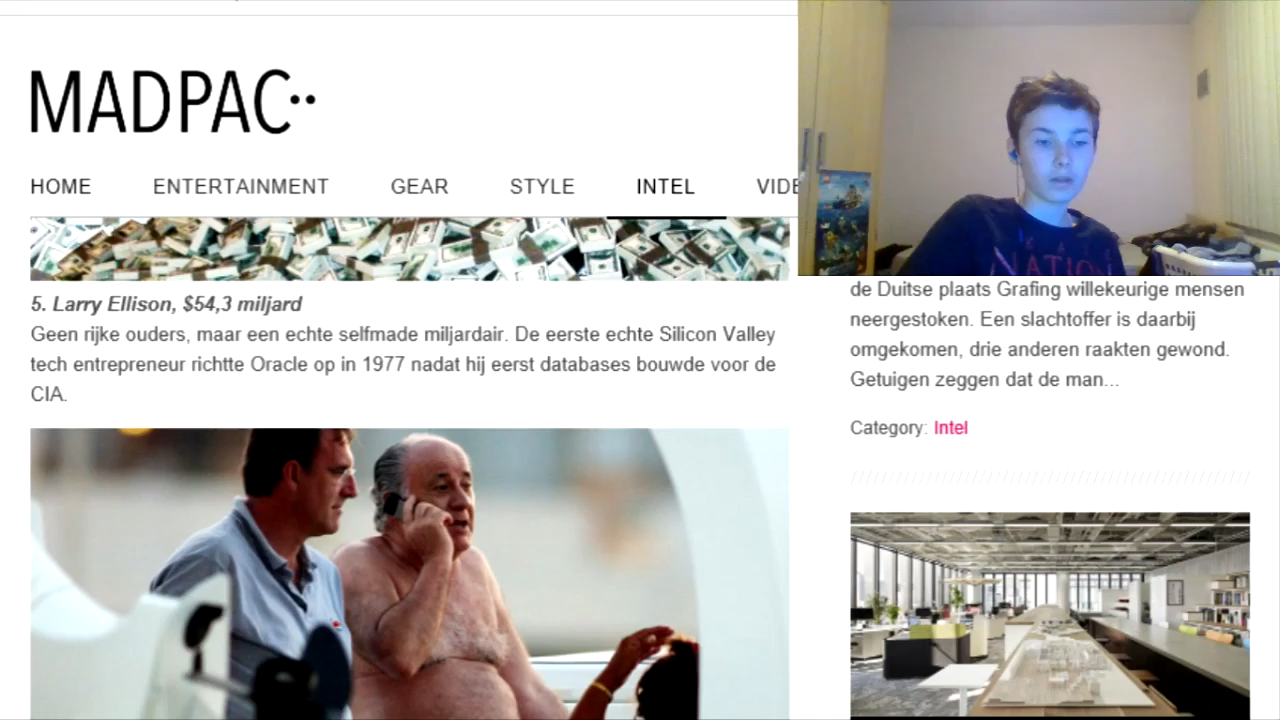 MADPAC··
HOME ENTERTAINMENT GEAR STYLE INTEL VIDE
5. Larry Ellison, $54,3 miljard
Geen rijke ouders, maar een echte selfmade miljardair. De eerste echte Silicon Valley
tech entrepreneur richtte Oracle op in 1977 nadat hij eerst databases bouwde voor de
CIA.
NATION
de Duitse plaats Grafing willekeurige mensen
neergestoken. Een slachtoffer is daarbij
omgekomen, drie anderen raakten gewond.
Getuigen zeggen dat de man...
Category: Intel